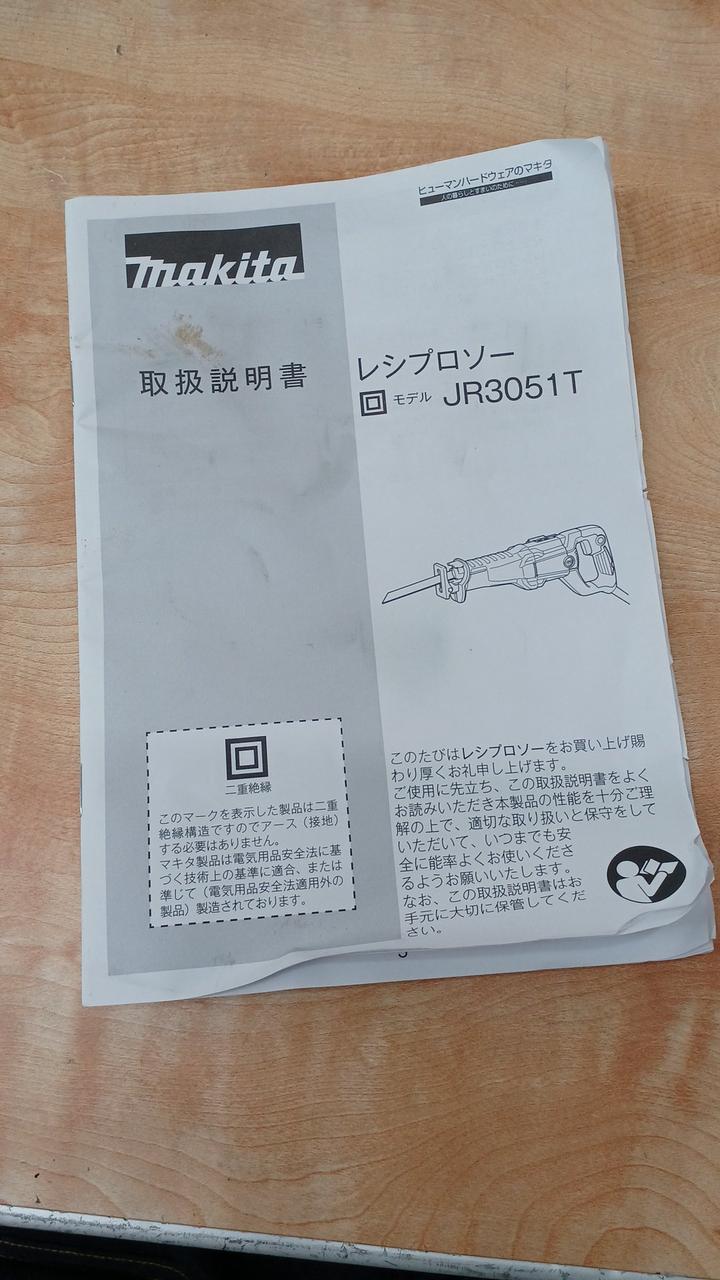 ヒューマンハードウェアのマキタ
人の暮らしとすまいのために……
makita
取扱説明書
レシプロソー
モデル JR3051T
二重絶縁
このマークを表示した製品は二重
絶縁構造ですのでアース（接地）
する必要はありません。
マキタ製品は電気用品安全法に基
づく技術上の基準に適合、または
準じて（電気用品安全法適用外の
製品）製造されております。
このたびはレシプロソーをお買い上げ賜
わり厚くお礼申し上げます。
ご使用に先立ち、この取扱説明書をよく
お読みいただき本製品の性能を十分ご理
解の上で、適切な取り扱いと保守をして
いただいて、いつまでも安
全に能率よくお使いくださ
るようお願いいたします。
なお、この取扱説明書はお
手元に大切に保管してくだ
さい。